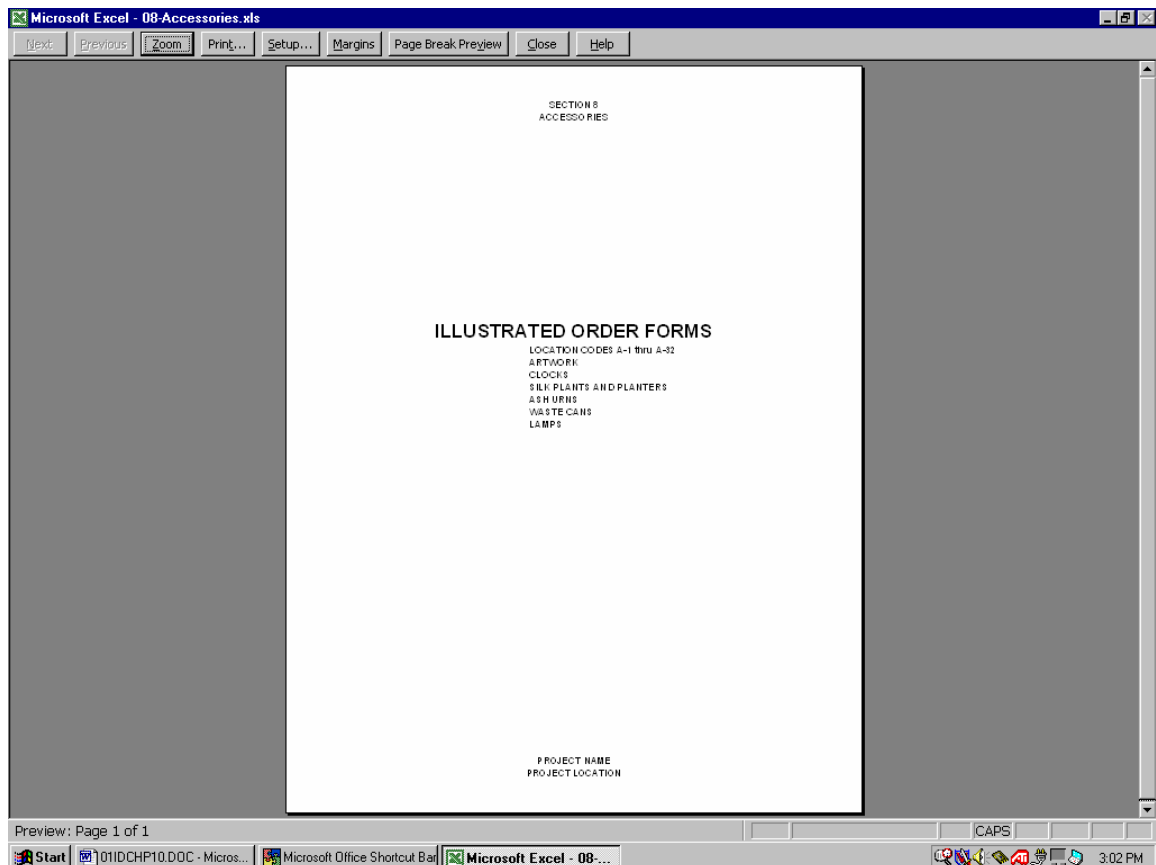 Microsoft Excel - 08-Accessories.xls
Next Previous Zoom Print... Setup... Margins Page Break Preview Close Help
SECTION 8
ACCESSORIES
ILLUSTRATED ORDER FORMS
LOCATION CODES A-1 thru A-32
ARTWORK
CLOCKS
SILK PLANTS AND PLANTERS
ASH URNS
WASTE CANS
LAMPS
PROJECT NAME
PROJECT LOCATION
Preview: Page 1 of 1 CAPS
Start 01IDCHP10.DOC - Micros... Microsoft Office Shortcut Bar Microsoft Excel - 08-... 3:02 PM